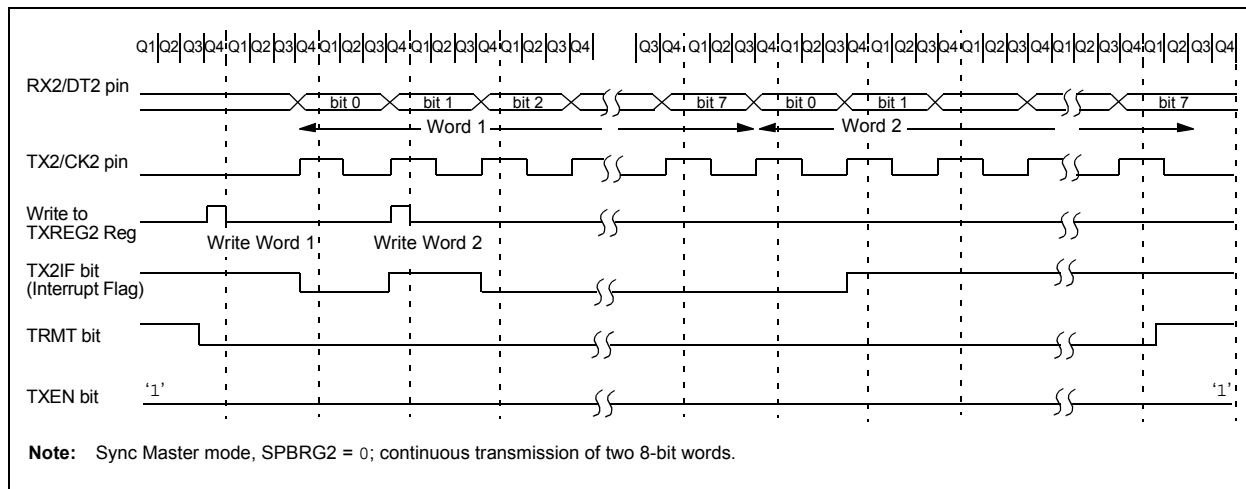 Q1 Q2 Q3 Q4 Q1 Q2 Q3 Q4 Q1 Q2 Q3 Q4 Q1 Q2 Q3 Q4 Q1 Q2 Q3 Q4 Q3 Q4 Q1 Q2 Q3 Q4 Q1 Q2 Q3 Q4 Q1 Q2 Q3 Q4 Q1 Q2 Q3 Q4 Q1 Q2 Q3 Q4 Q1 Q2 Q3 Q4
RX2/DT2 pin
bit 0 bit 1 bit 2 bit 7 bit 0 bit 1 bit 7
Word 1 Word 2
TX2/CK2 pin
Write to
TXREG2 Reg
Write Word 1 Write Word 2
TX2IF bit
(Interrupt Flag)
TRMT bit
TXEN bit '1' '1'
Note: Sync Master mode, SPBRG2 = 0; continuous transmission of two 8-bit words.